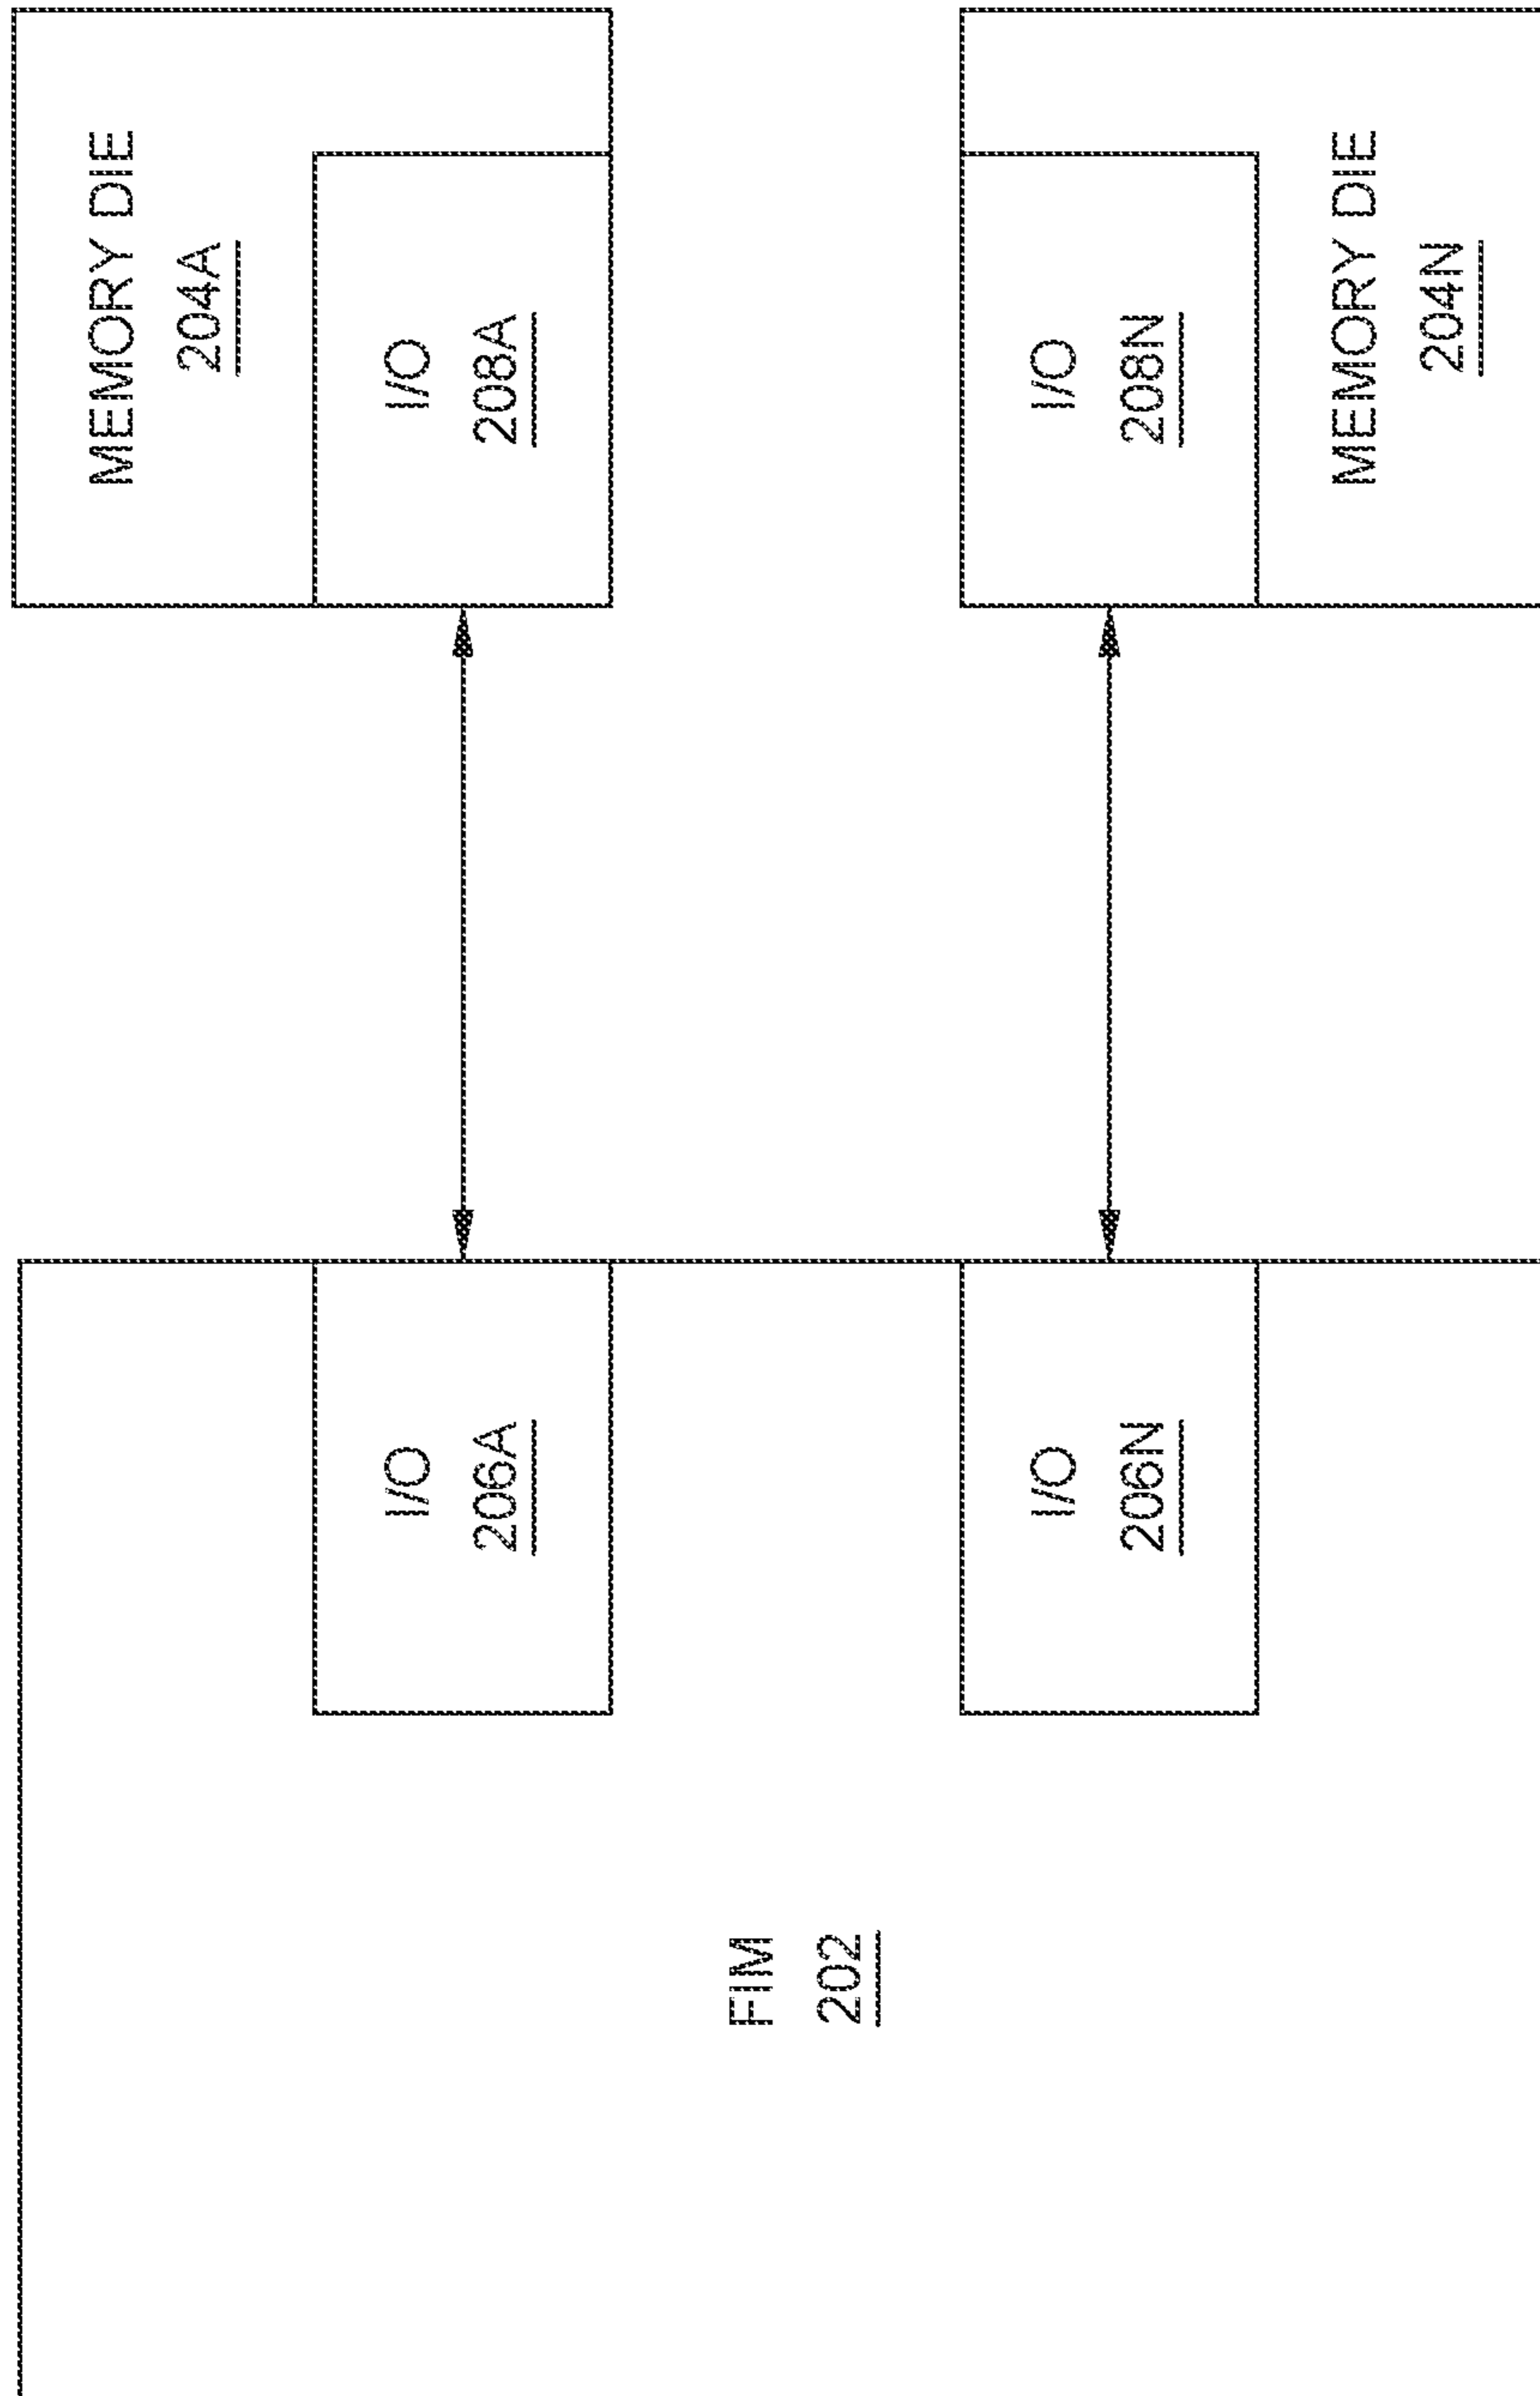 FIM
202
I/O
206A
I/O
206N
MEMORY DIE
204A
I/O
208A
I/O
208N
MEMORY DIE
204N